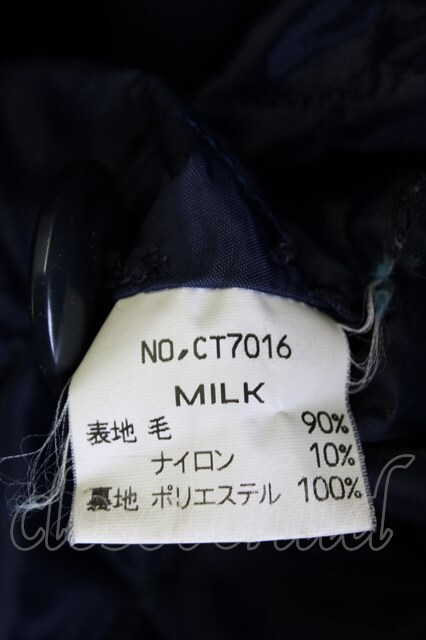 NO,CT7016
MILK
表地 毛 90%
ナイロン 10%
裏地 ポリエステル 100%
closetchild